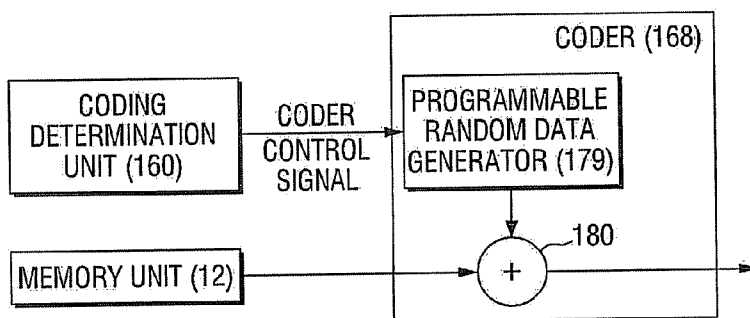 CODER (168)
CODING
DETERMINATION
UNIT (160)
CODER
CONTROL
SIGNAL
PROGRAMMABLE
RANDOM DATA
GENERATOR (179)
180
MEMORY UNIT (12)
+